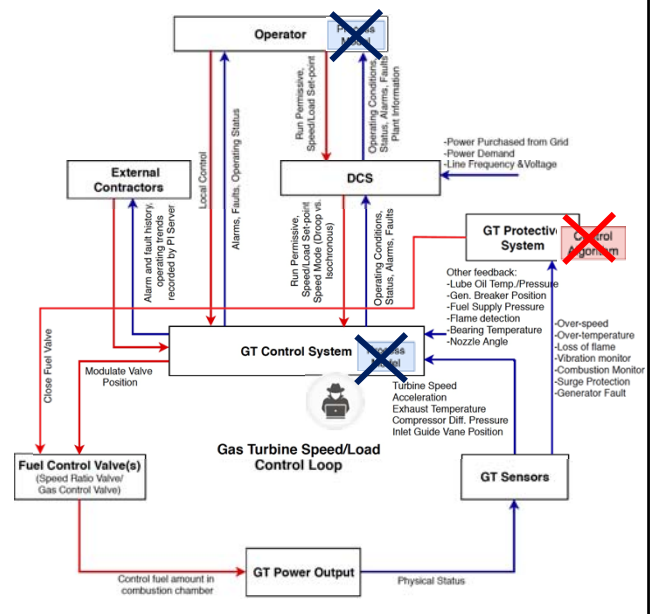 Operator
Process
Model
Run Permissive,
Speed/Load Set-point
Operating Conditions,
Status, Alarms, Faults
Plant Information
Local Control
Alarms, Faults, Operating Status
-Power Purchased from Grid
-Power Demand
-Line Frequency &Voltage
External
Contractors
DCS
Alarm and fault history,
operating trends
recorded by PI Server
Run Permissive,
Speed/Load Set-point
Speed Mode (Droop vs.
Isochronous)
Operating Conditions,
Status, Alarms, Faults
GT Protective
System
Control
Algorithm
Other feedback:
-Lube Oil Temp./Pressure
-Gen. Breaker Position
-Fuel Supply Pressure
-Flame detection
-Bearing Temperature
-Nozzle Angle
-Over-speed
-Over-temperature
-Loss of flame
-Vibration monitor
-Combustion Monitor
-Surge Protection
-Generator Fault
GT Control System
Process
Model
Close Fuel Valve
Modulate Valve
Position
Turbine Speed
Acceleration
Exhaust Temperature
Compressor Diff. Pressure
Inlet Guide Vane Position
Gas Turbine Speed/Load
Control Loop
Fuel Control Valve(s)
(Speed Ratio Valve/
Gas Control Valve)
GT Sensors
GT Power Output
Control fuel amount in
combustion chamber
Physical Status